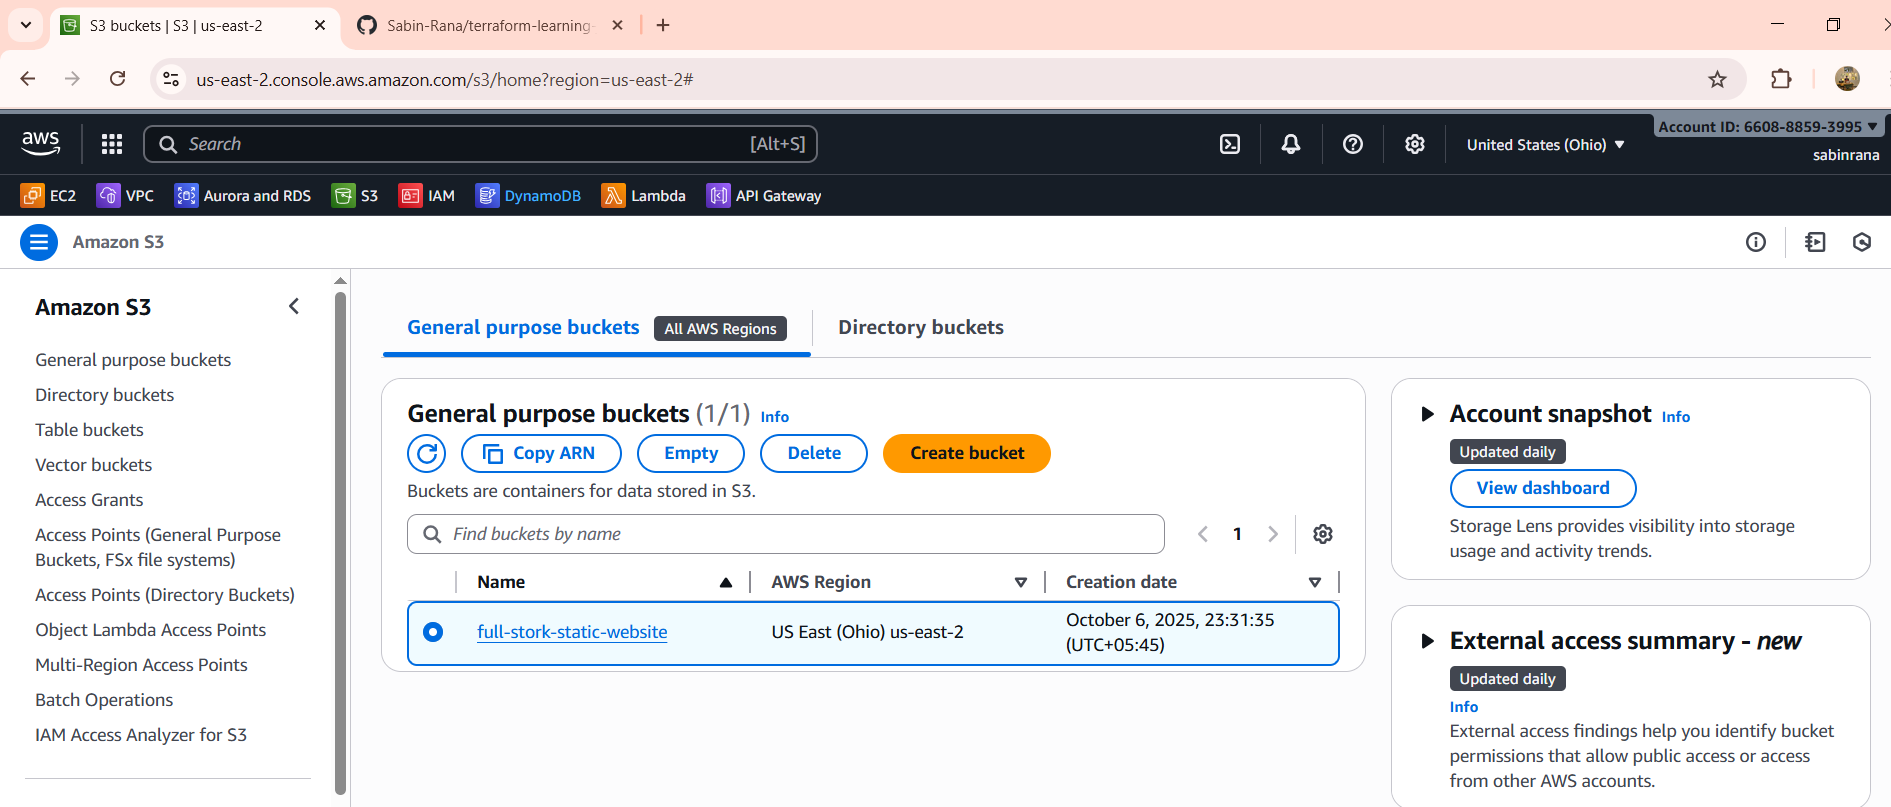 S3 buckets | S3 | us-east-2
Sabin-Rana/terraform-learning-
us-east-2.console.aws.amazon.com/s3/home?region=us-east-2#
aws
Search
[Alt+S]
United States (Ohio)
Account ID: 6608-8859-3995
sabinrana
EC2
VPC
Aurora and RDS
S3
IAM
DynamoDB
Lambda
API Gateway
Amazon S3
Amazon S3
General purpose buckets
Directory buckets
Table buckets
Vector buckets
Access Grants
Access Points (General Purpose
Buckets, FSx file systems)
Access Points (Directory Buckets)
Object Lambda Access Points
Multi-Region Access Points
Batch Operations
IAM Access Analyzer for S3
General purpose buckets
All AWS Regions
Directory buckets
General purpose buckets (1/1) Info
Copy ARN
Empty
Delete
Create bucket
Buckets are containers for data stored in S3.
Find buckets by name
1
Name
AWS Region
Creation date
full-stork-static-website
US East (Ohio) us-east-2
October 6, 2025, 23:31:35
(UTC+05:45)
Account snapshot Info
Updated daily
View dashboard
Storage Lens provides visibility into storage
usage and activity trends.
External access summary - new
Updated daily
Info
External access findings help you identify bucket
permissions that allow public access or access
from other AWS accounts.